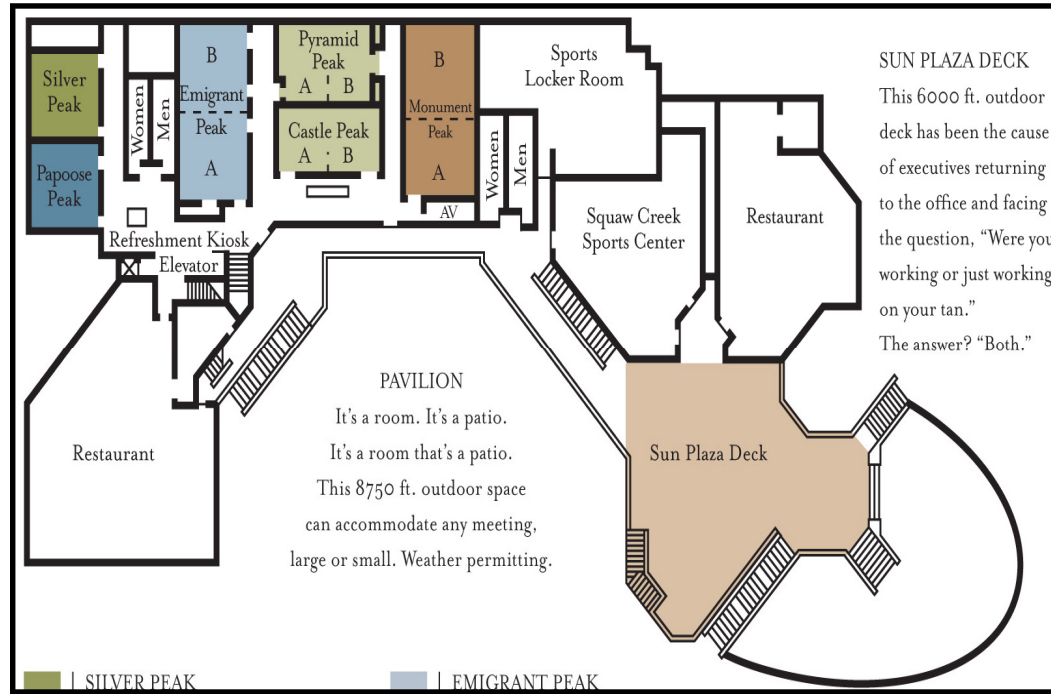 Silver
Peak
Papoose
Peak
Women
Men
B
Emigrant
Peak
A
Pyramid
Peak
A B
Castle Peak
A B
B
Monument
Peak
A
AV
Women
Men
Sports
Locker Room
Squaw Creek
Sports Center
Restaurant
Refreshment Kiosk
Elevator
Restaurant
PAVILION
It's a room. It's a patio.
It's a room that's a patio.
This 8750 ft. outdoor space
can accommodate any meeting,
large or small. Weather permitting.
Sun Plaza Deck
SUN PLAZA DECK
This 6000 ft. outdoor
deck has been the cause
of executives returning
to the office and facing
the question, “Were you
working or just working
on your tan.”
The answer? “Both.”
SILVER PEAK
EMIGRANT PEAK